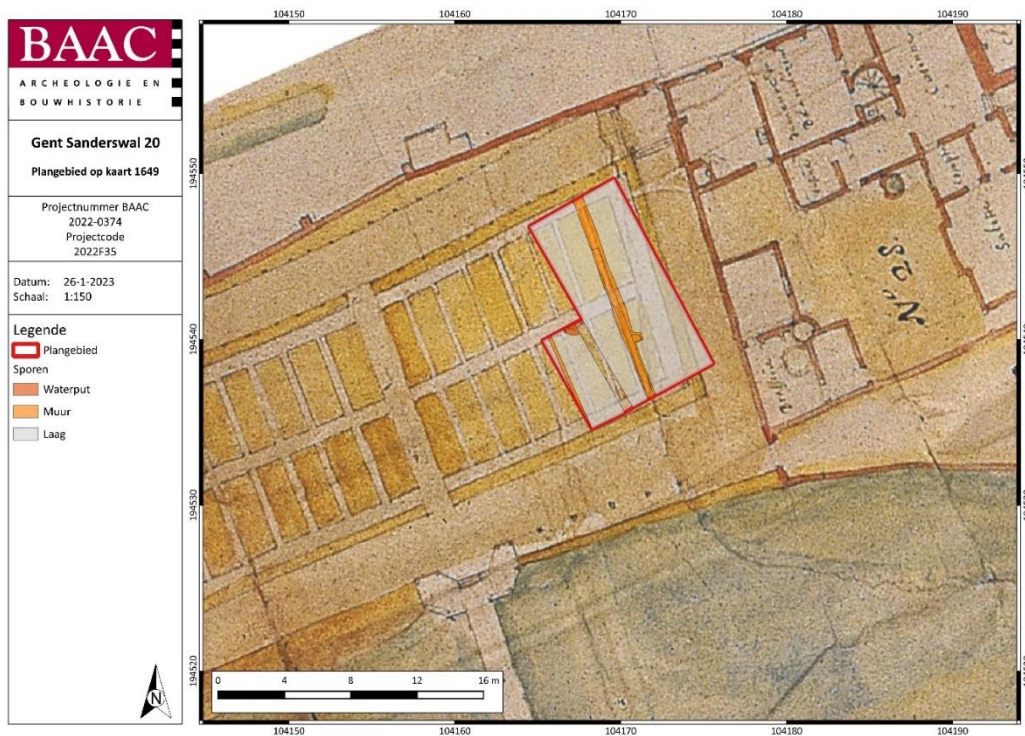 BAAC
ARCHEOLOGIE EN
BOUWHISTORIE
Gent Sanderswal 20
Plangebied op kaart 1649
Projectnummer BAAC
2022-0374
Projectcode
2022F35
Datum: 26-1-2023
Schaal: 1:150
Legende
Plangebied
Sporen
Waterput
Muur
Laag
N
104150 104160 104170 104180 104190
194550
194540
194530
194520
0 4 8 12 16 m
104150 104160 104170 104180 104190